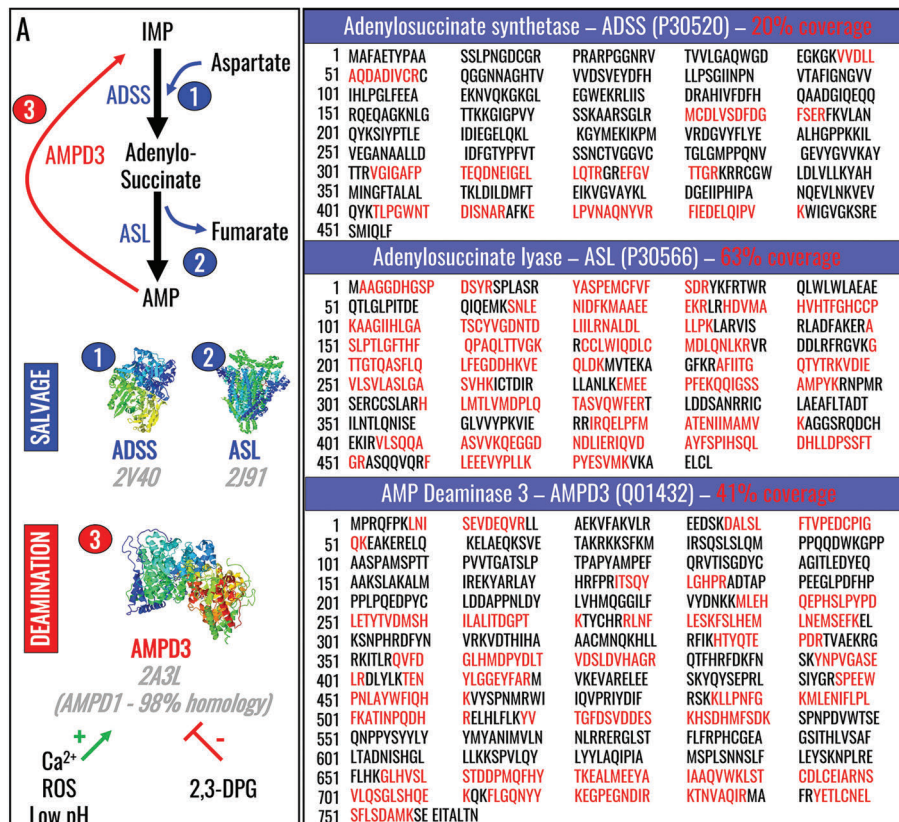 A
IMP
Aspartate
ADSS
1
3
AMPD3
Adenylo-
Succinate
ASL
Fumarate
2
AMP
SALVAGE
1
2
ADSS
ASL
2V40
2J91
DEAMINATION
3
AMPD3
2A3L
(AMPD1 - 98% homology)
+
-
Ca2+
ROS
Low pH
2,3-DPG
Adenylosuccinate synthetase – ADSS (P30520) – 20% coverage
1 MAFAETYPAA SSLPNGDCGR PRARPGGNRV TVVLGAQWGD EGKGKVVDLL
51 AQDADIVCRC QGGNNAGHTV VVDSVEYDFH LLPSGIINPN VTAFIGNGVV
101 IHLPGLFEEA EKNVQKGKGL EGWEKRLIIS DRAHIVFDFH QAADGIQEQQ
151 RQEQAGKNLG TTKKGIGPVY SSKAARSGLR MCDLVSDFDG FSERFKVLAN
201 QYKSIYPTLE IDIEGELQKL KGYMEKIKPM VRDGVYFLYE ALHGPPKKIL
251 VEGANAALLD IDFGTYPFVT SSNCTVGGVC TGLGMPPQNV GEVYGVVKAY
301 TTRVGIGAFP TEQDNEIGEL LQTRGREFGV TTGRKRRCGW LDLVLLKYAH
351 MINGFTALAL TKLDILDMFT EIKVGVAYKL DGEIIPHIPA NQEVLNKVEV
401 QYKTLPGWNT DISNARAFKE LPVNAQNYVR FIEDELQIPV KWIGVGKSRE
451 SMIQLF
Adenylosuccinate lyase – ASL (P30566) – 63% coverage
1 MAAGGDHGSP DSYRSPLASR YASPEMCFVF SDRYKFRTWR QLWLWLAEAE
51 QTLGLPITDE QIQEMKSNLE NIDFKMAAEE EKRLRHDVMA HVHTFGHCCP
101 KAAGIIHLGA TSCYVGDNTD LIILRNALDL LLPKLARVIS RLADFAKERA
151 SLPTLGFTHF QPAQLTTVGK RCCLWIQDLC MDLQNLKRVR DDLRFRGVKG
201 TTGTQASFLQ LFEGDDHKVE QLDKMVTEKA GFKRAFIITG QTYTRKVDIE
251 VLSVLASLGA SVHKICTDIR LLANLKEMEE PFEKQQIGSS AMPYKRNPMR
301 SERCCSLARH LMTLVMDPLQ TASVQWFERT LDDSANRRIC LAEAFLTADT
351 ILNTLQNISE GLVVYPKVIE RRIRQELPFM ATENIIMAMV KAGGSRQDCH
401 EKIRVLSQQA ASVVKQEGGD NDLIERIQVD AYFSPIHSQL DHLLDPSSFT
451 GRASQQVQRF LEEEVYPLLK PYESVMKVKA ELCL
AMP Deaminase 3 – AMPD3 (Q01432) – 41% coverage
1 MPRQFPKLNI SEVDEQVRLL AEKVFAKVLR EEDSKDALSL FTVPEDCPIG
51 QKEAKERELQ KELAEQKSVE TAKRKKSFKM IRSQSLSLQM PPQQDWKGPP
101 AASPAMSPTT PVVTGATSLP TPAPYAMPEF QRVTISGDYC AGITLEDYEQ
151 AAKSLAKALM IREKYARLAY HRFPRITSQY LGHPRADTAP PEEGLPDFHP
201 PPLPQEDPYC LDDAPPNLDY LVHMQGGILF VYDNKKMLEH QEPHSLPYPD
251 LETYTVDMSH ILALITDGPT KTYCHRRLNF LESKFSLHEM LNEMSEFKEL
301 KSNPHRDFYN VRKVDTHIHA AACMNQKHLL RFIKHTYQTE PDRTVAEKRG
351 RKITLRQVFD GLHMDPYDLT VDSLDVHAGR QTFHRFDKFN SKYNPVGASE
401 LRDLYLKTEN YLGGEYFARM VKEVARELEE SKYQYSEPRL SIYGRSPEEW
451 PNLAYWFIQH KVYSPNMRWI IQVPRIYDIF RSKKLLPNFG KMLENIFLPL
501 FKATINPQDH RELHLFLKYV TGFDSVDDES KHSDHMFSDK SPNPDVWTSE
551 QNPPYSYYLY YMYANIMVLN NLRRERGLST FLFRPHCGEA GSITHLVSAF
601 LTADNISHGL LLKKSPVLQY LYYLAQIPIA MSPLSNNSLF LEYSKNPLRE
651 FLHKGLHVSL STDDPMQFHY TKEALMEEYA IAAQVWKLST CDLCEIARNS
701 VLQSGLSHQE KQKFLGQNYY KEGPEGNDIR KTNVAQIRMA FRYETLCNEL
751 SFLSDAMKSE EITALTN